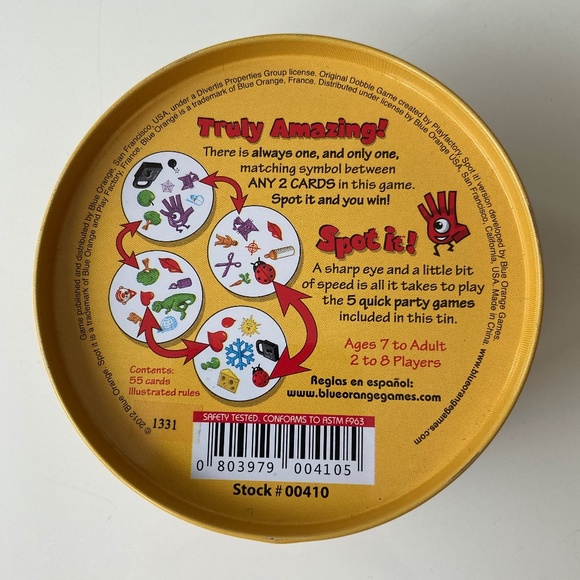 Game published and distributed by Blue Orange, San Francisco, USA, under a Divertis Properties Group license. Original Dobble Game created by Playfactory. Spot it! version developed by Blue Orange Games.
© 2012 Blue Orange Spot it is a trademark of Blue Orange and Play Factory, France. Blue Orange is a trademark of Blue Orange, France. Distributed under license by Blue Orange USA, San Francisco, California, USA. Made in China. www.blueorangegames.com
Truly Amazing!
There is always one, and only one,
matching symbol between
ANY 2 CARDS in this game.
Spot it and you win!
Spot it!
A sharp eye and a little bit
of speed is all it takes to play
the 5 quick party games
included in this tin.
Ages 7 to Adult
2 to 8 Players
Contents:
55 cards
Illustrated rules
Reglas en español:
www.blueorangegames.com
1331
SAFETY TESTED. CONFORMS TO ASTM F963
0 803979 004105
Stock # 00410